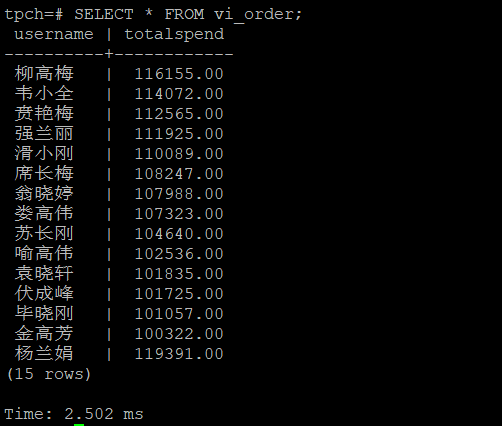 tpch=# SELECT * FROM vi_order;
 username | totalspend
----------+------------
 柳高梅   |  116155.00
 韦小全   |  114072.00
 贲艳梅   |  112565.00
 强兰丽   |  111925.00
 滑小刚   |  110089.00
 席长梅   |  108247.00
 翁晓婷   |  107988.00
 娄高伟   |  107323.00
 苏长刚   |  104640.00
 喻高伟   |  102536.00
 袁晓轩   |  101835.00
 伏成峰   |  101725.00
 毕晓刚   |  101057.00
 金高芳   |  100322.00
 杨兰娟   |  119391.00
(15 rows)

Time: 2.502 ms